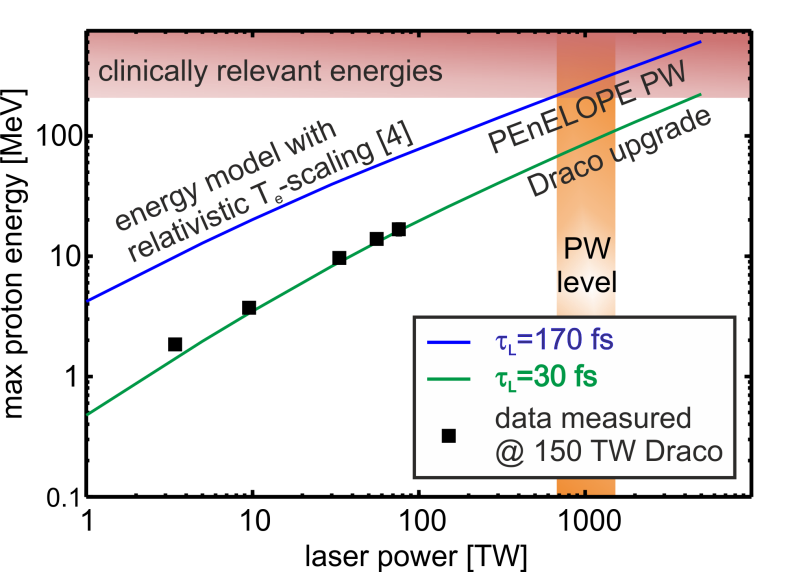 clinically relevant energies
energy model with
relativistic Te-scaling [4]
PEnELOPE PW
Draco upgrade
PW
level
τL=170 fs
τL=30 fs
data measured
@ 150 TW Draco
max proton energy [MeV]
100
10
1
0.1
1
10
100
1000
laser power [TW]